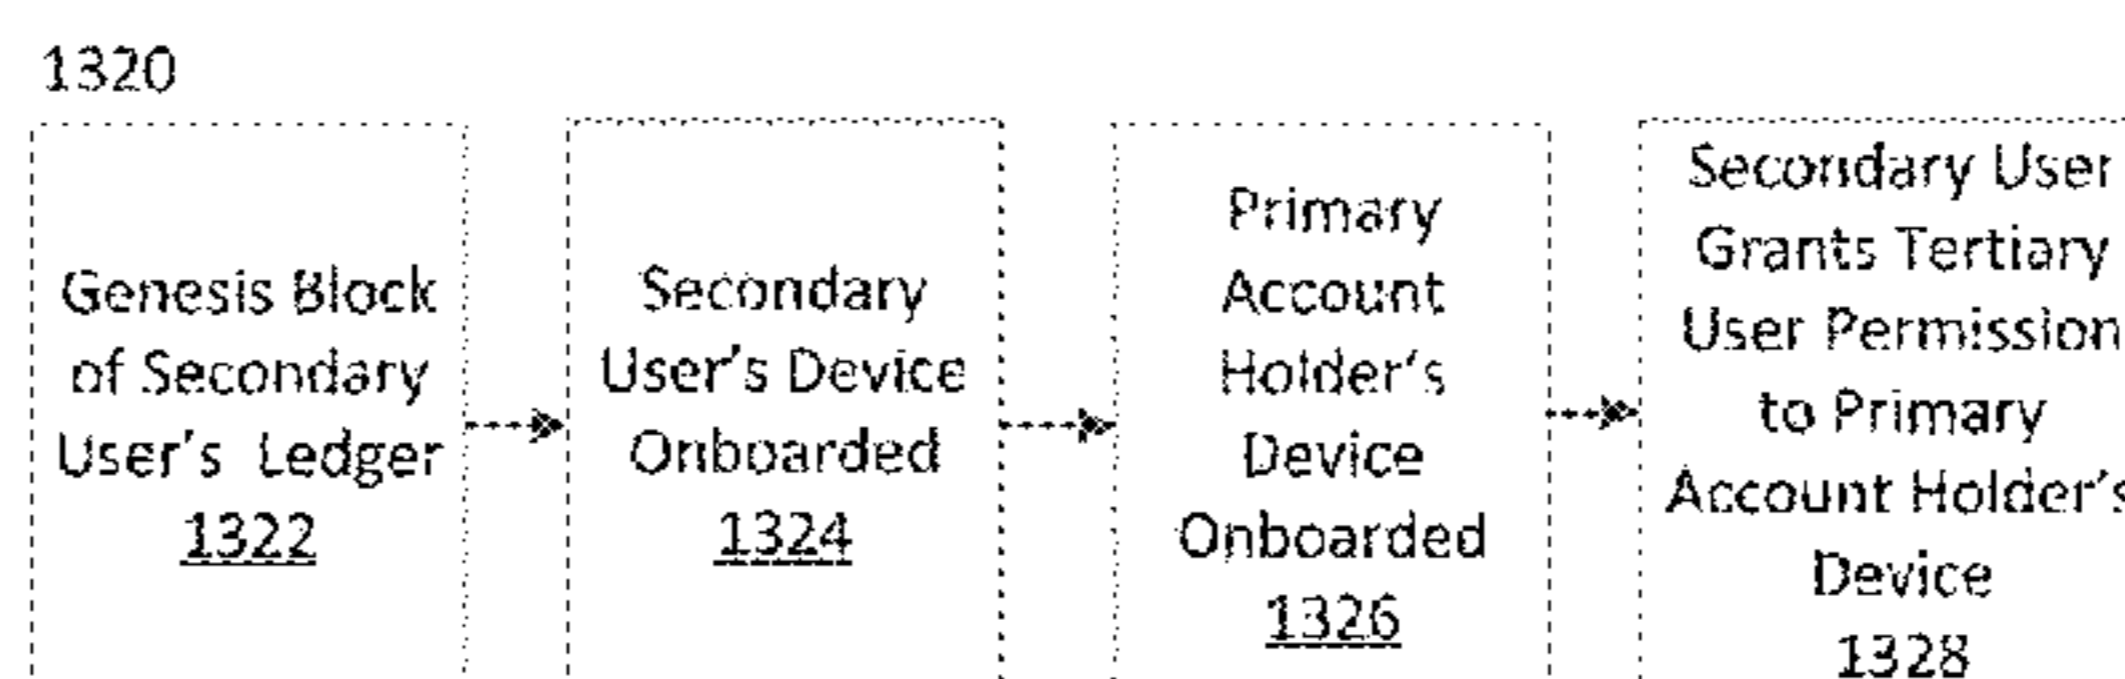 1320
Genesis Block
of Secondary
User's Ledger
1322
Secondary
User's Device
Onboarded
1324
Primary
Account
Holder's
Device
Onboarded
1326
Secondary User
Grants Tertiary
User Permission
to Primary
Account Holder's
Device
1328